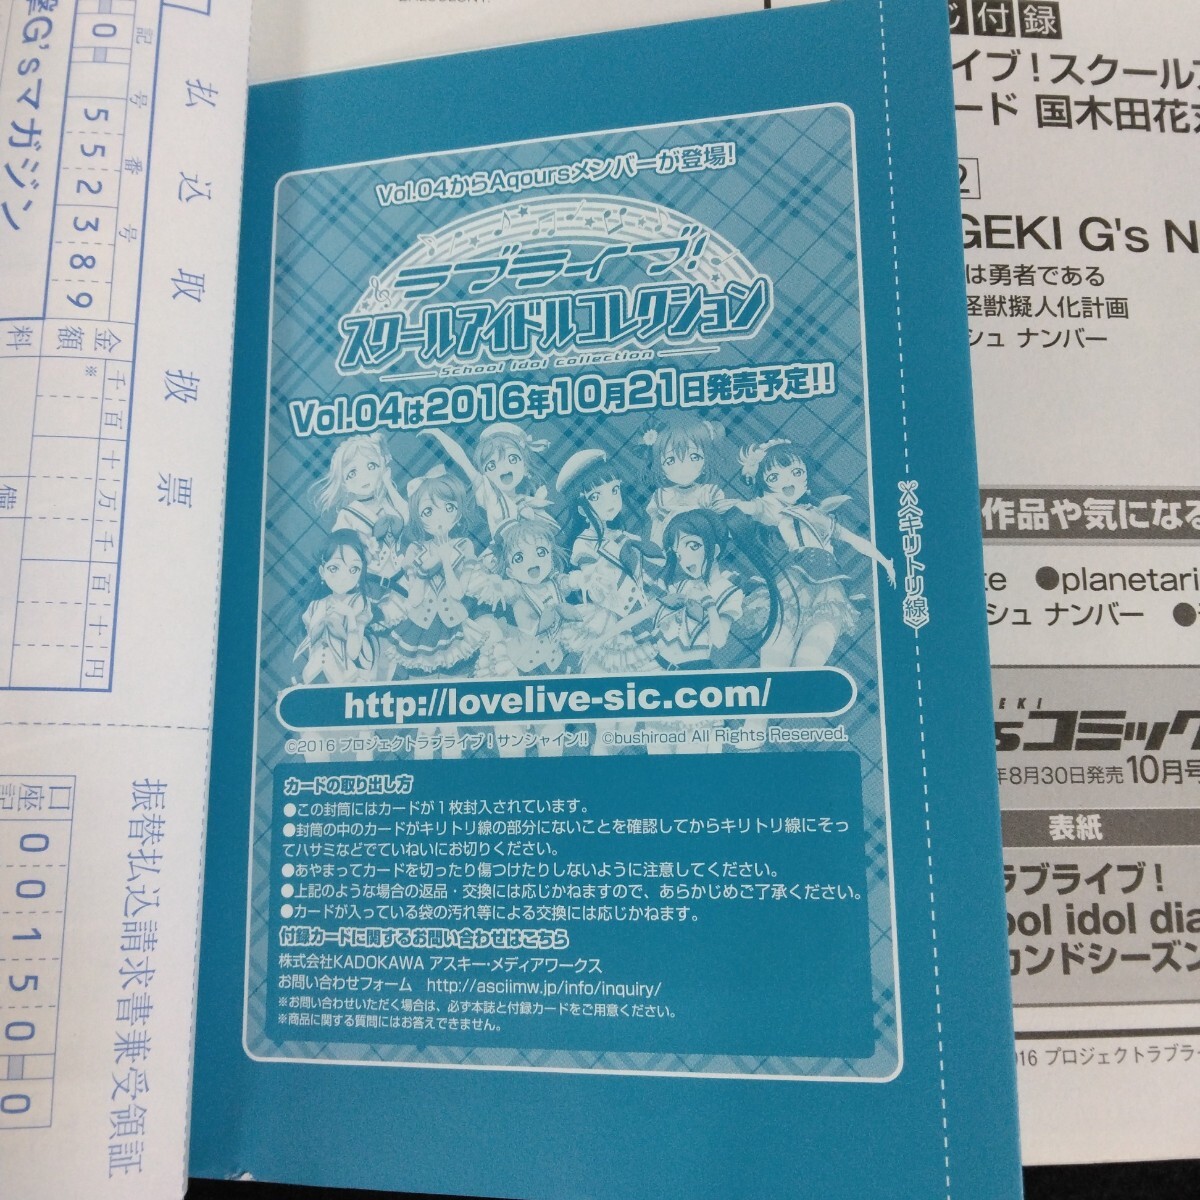 払込取扱票
記号番号
0 5 5 2 3 8 9
G'sマガジン
金額
※
千百十万千百十円
料
備
振替払込請求書兼受領証
口座記
0 0 1 5 0 0
Vol.04からAqoursメンバーが登場!
ラブライブ!
スクールアイドルコレクション
School idol collection
Vol.04は2016年10月21日発売予定!!
http://lovelive-sic.com/
©2016 プロジェクトラブライブ！サンシャイン!! ©bushiroad All Rights Reserved.
カードの取り出し方
●この封筒にはカードが１枚封入されています。
●封筒の中のカードがキリトリ線の部分にないことを確認してからキリトリ線にそっ
てハサミなどでていねいにお切りください。
●あやまってカードを切ったり傷つけたりしないように注意してください。
●上記のような場合の返品・交換には応じかねますので、あらかじめご了承ください。
●カードが入っている袋の汚れ等による交換には応じかねます。
付録カードに関するお問い合わせはこちら
株式会社KADOKAWA アスキー・メディアワークス
お問い合わせフォーム http://asciimw.jp/info/inquiry/
※お問い合わせいただく場合は、必ず本誌と付録カードをご用意ください。
※商品に関する質問にはお答えできません。
〈キリトリ線〉
付録
イブ！スクールア
ード 国木田花丸
2
GEKI G's N
は勇者である
怪獣擬人化計画
シュ ナンバー
作品や気になる
te ●planetari
シュ ナンバー ●
EKI
sコミック
年8月30日発売 10月号
表紙
ラブライブ！
ool idol dia
カンドシーズン
016 プロジェクトラブライ